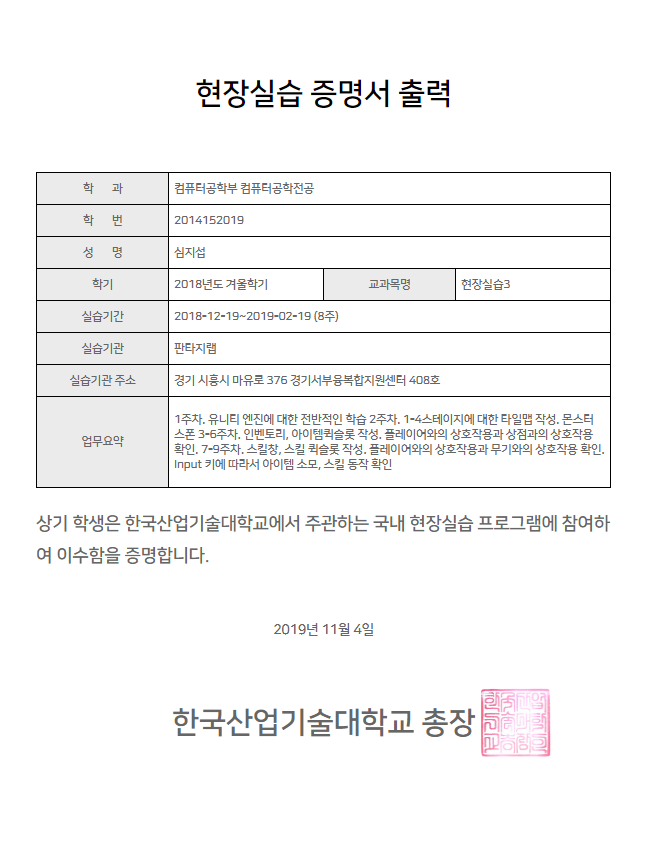 현장실습 증명서 출력
학 과 컴퓨터공학부 컴퓨터공학전공
학 번 2014152019
성 명 심지섭
학기 2018년도 겨울학기 교과목명 현장실습3
실습기간 2018-12-19~2019-02-19 (8주)
실습기관 판타지랩
실습기관 주소 경기 시흥시 마유로 376 경기서부융복합지원센터 408호
업무요약
1주차. 유니티 엔진에 대한 전반적인 학습 2주차. 1-4스테이지에 대한 타일맵 작성. 몬스터
스폰 3-6주차. 인벤토리, 아이템퀵슬롯 작성. 플레이어와의 상호작용과 상점과의 상호작용
확인. 7-9주차. 스킬창, 스킬 퀵슬롯 작성. 플레이어와의 상호작용과 무기와의 상호작용 확인.
Input 키에 따라서 아이템 소모, 스킬 동작 확인
상기 학생은 한국산업기술대학교에서 주관하는 국내 현장실습 프로그램에 참여하
여 이수함을 증명합니다.
2019년 11월 4일
한국산업기술대학교 총장